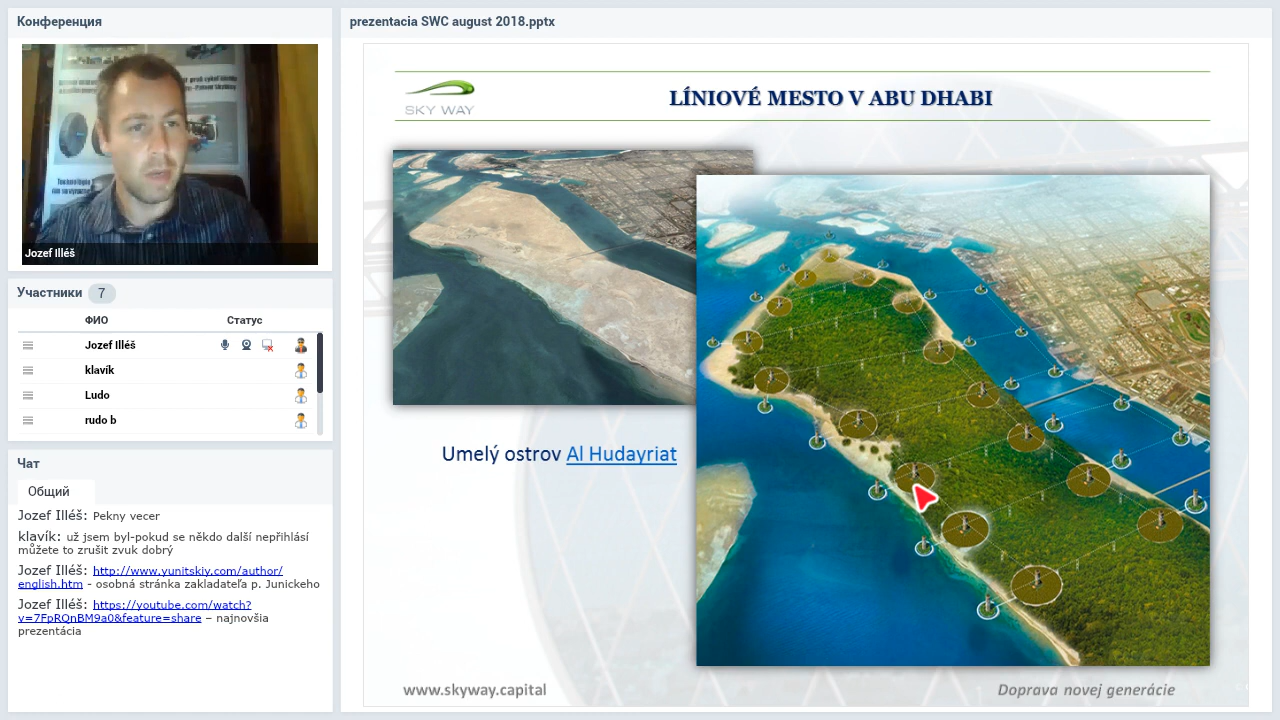 Конференция
Jozef Illéš
Участники 7
ФИО Статус
Jozef Illéš
klavík
Ludo
rudo b
Чат
Общий
Jozef Illéš: Pekny vecer
klavík: už jsem byl-pokud se někdo další nepřihlásí
můžete to zrušit zvuk dobrý
Jozef Illéš: http://www.yunitskiy.com/author/
english.htm - osobná stránka zakladateľa p. Junickeho
Jozef Illéš: https://youtube.com/watch?
v=7FpRQnBM9a0&feature=share – najnovšia
prezentácia
prezentacia SWC august 2018.pptx
SKY WAY
LÍNIOVÉ MESTO V ABU DHABI
Umelý ostrov Al Hudayriat
www.skyway.capital
Doprava novej generácie